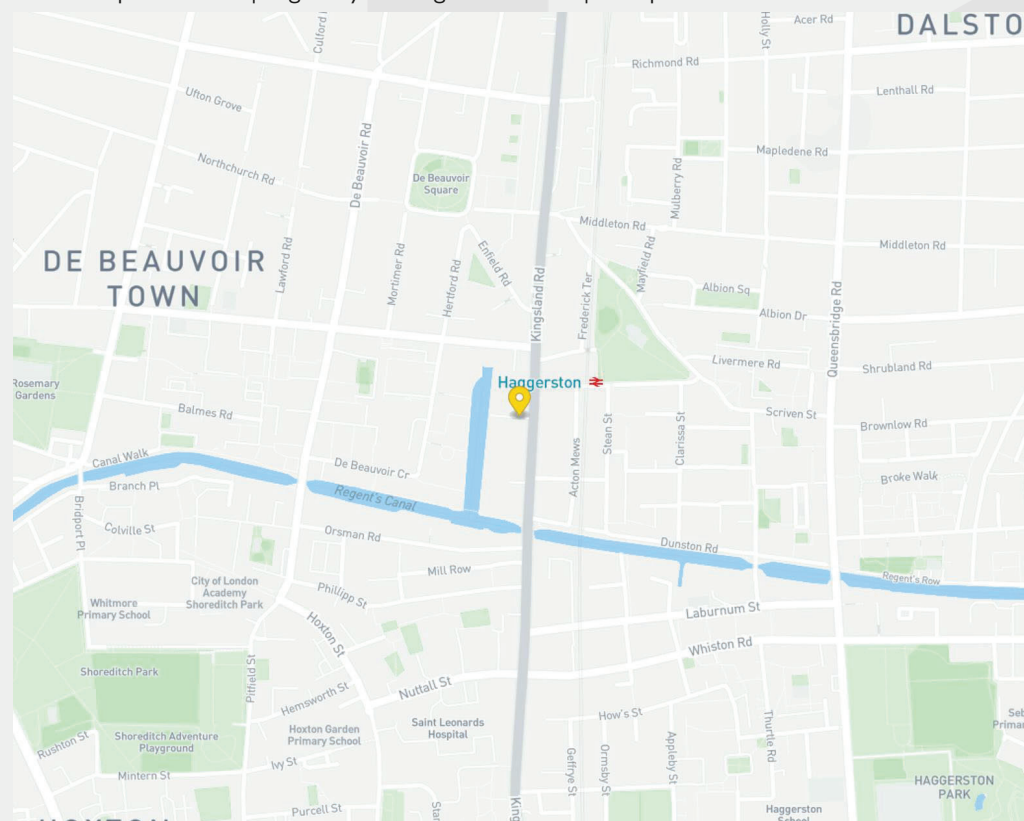 Culford
Holly St
Acer Rd
DALSTO
Richmond Rd
Ufton Grove
Lenthall Rd
De Beauvoir Rd
Mapledene Rd
Northchurch Rd
De Beauvoir
Square
Mulberry Rd
Middleton Rd
Middleton Rd
DE BEAUVOIR
TOWN
Lawford Rd
Mortimer Rd
Hertford Rd
Enfield Rd
Kingsland Rd
Frederick Ter
Mayfield Rd
Albion Sq
Albion Dr
Queensbridge Rd
Livermere Rd
Shrubland Rd
Haggerston
Rosemary
Gardens
Balmes Rd
Scriven St
Brownlow Rd
Stean St
Clarissa St
Acton Mews
Canal Walk
De Beauvoir Cr
Branch Pl
Broke Walk
Regent's Canal
Bridport Pl
Colville St
Orsman Rd
Dunston Rd
Mill Row
Regent's Row
City of London
Academy
Shoreditch Park
Phillipp St
Whitmore
Primary School
Laburnum St
Hoxton St
Whiston Rd
Shoreditch Park
Pitfield St
Nuttall St
Hemsworth St
How's St
Saint Leonards
Hospital
Hoxton Garden
Primary School
Thurtle Rd
Seb
Prima
Shoreditch Adventure
Playground
Rushton St
Ivy St
Geffrye St
Ormsby St
Appleby St
Mintern St
HAGGERSTON
PARK
Purcell St
Star
King
Haggerston
School
HOXTON